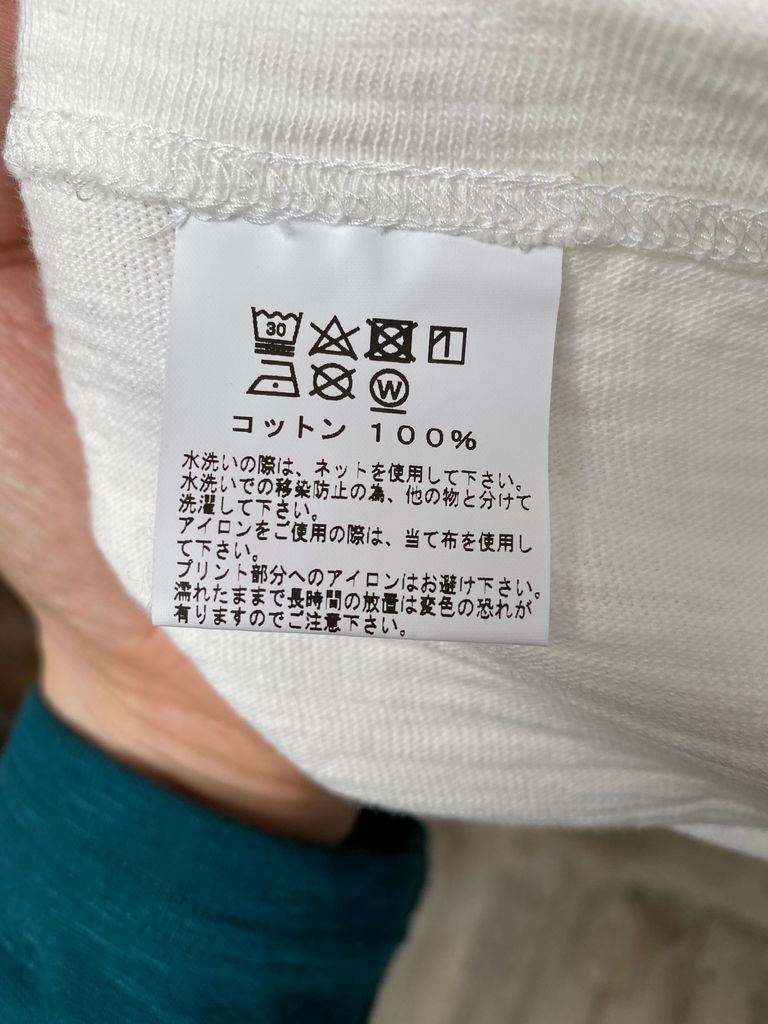 30
W
コットン 100%
水洗いの際は、ネットを使用して下さい。
水洗いでの移染防止の為、他の物と分けて
洗濯して下さい。
アイロンをご使用の際は、当て布を使用し
て下さい。
プリント部分へのアイロンはお避け下さい。
濡れたままで長時間の放置は変色の恐れが
有りますのでご注意下さい。